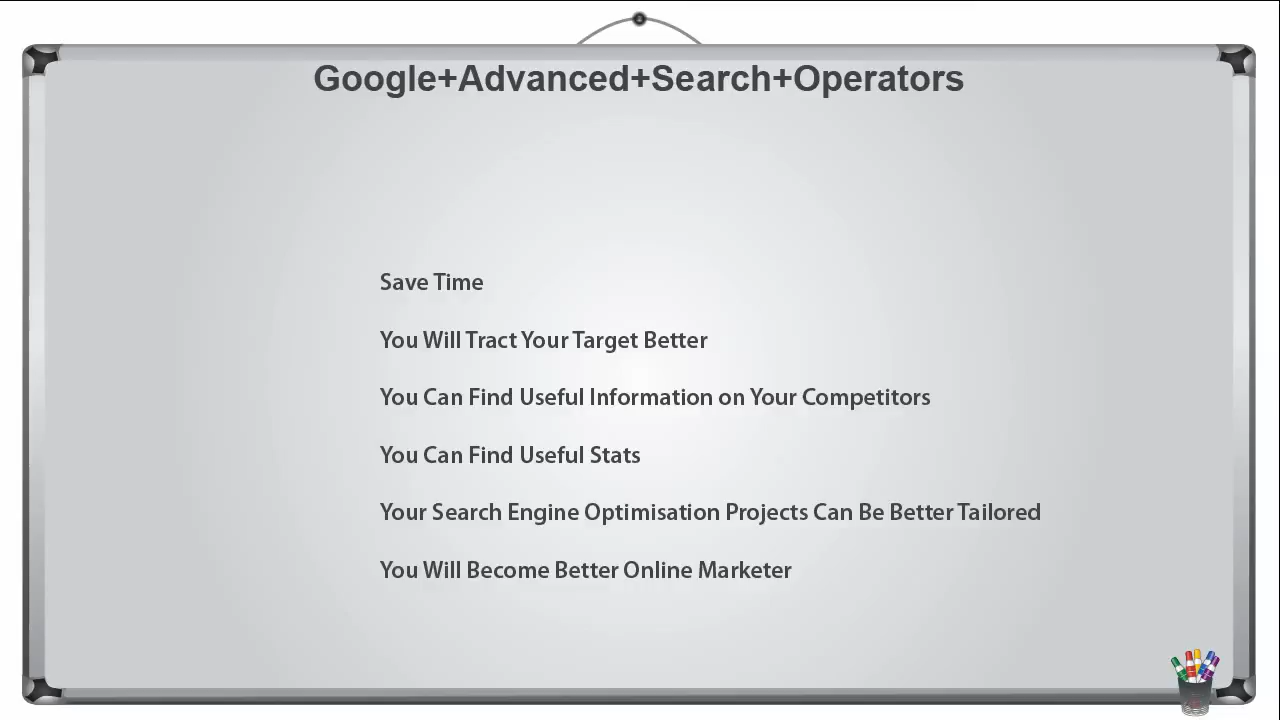 Google+Advanced+Search+Operators
Save Time
You Will Tract Your Target Better
You Can Find Useful Information on Your Competitors
You Can Find Useful Stats
Your Search Engine Optimisation Projects Can Be Better Tailored
You Will Become Better Online Marketer